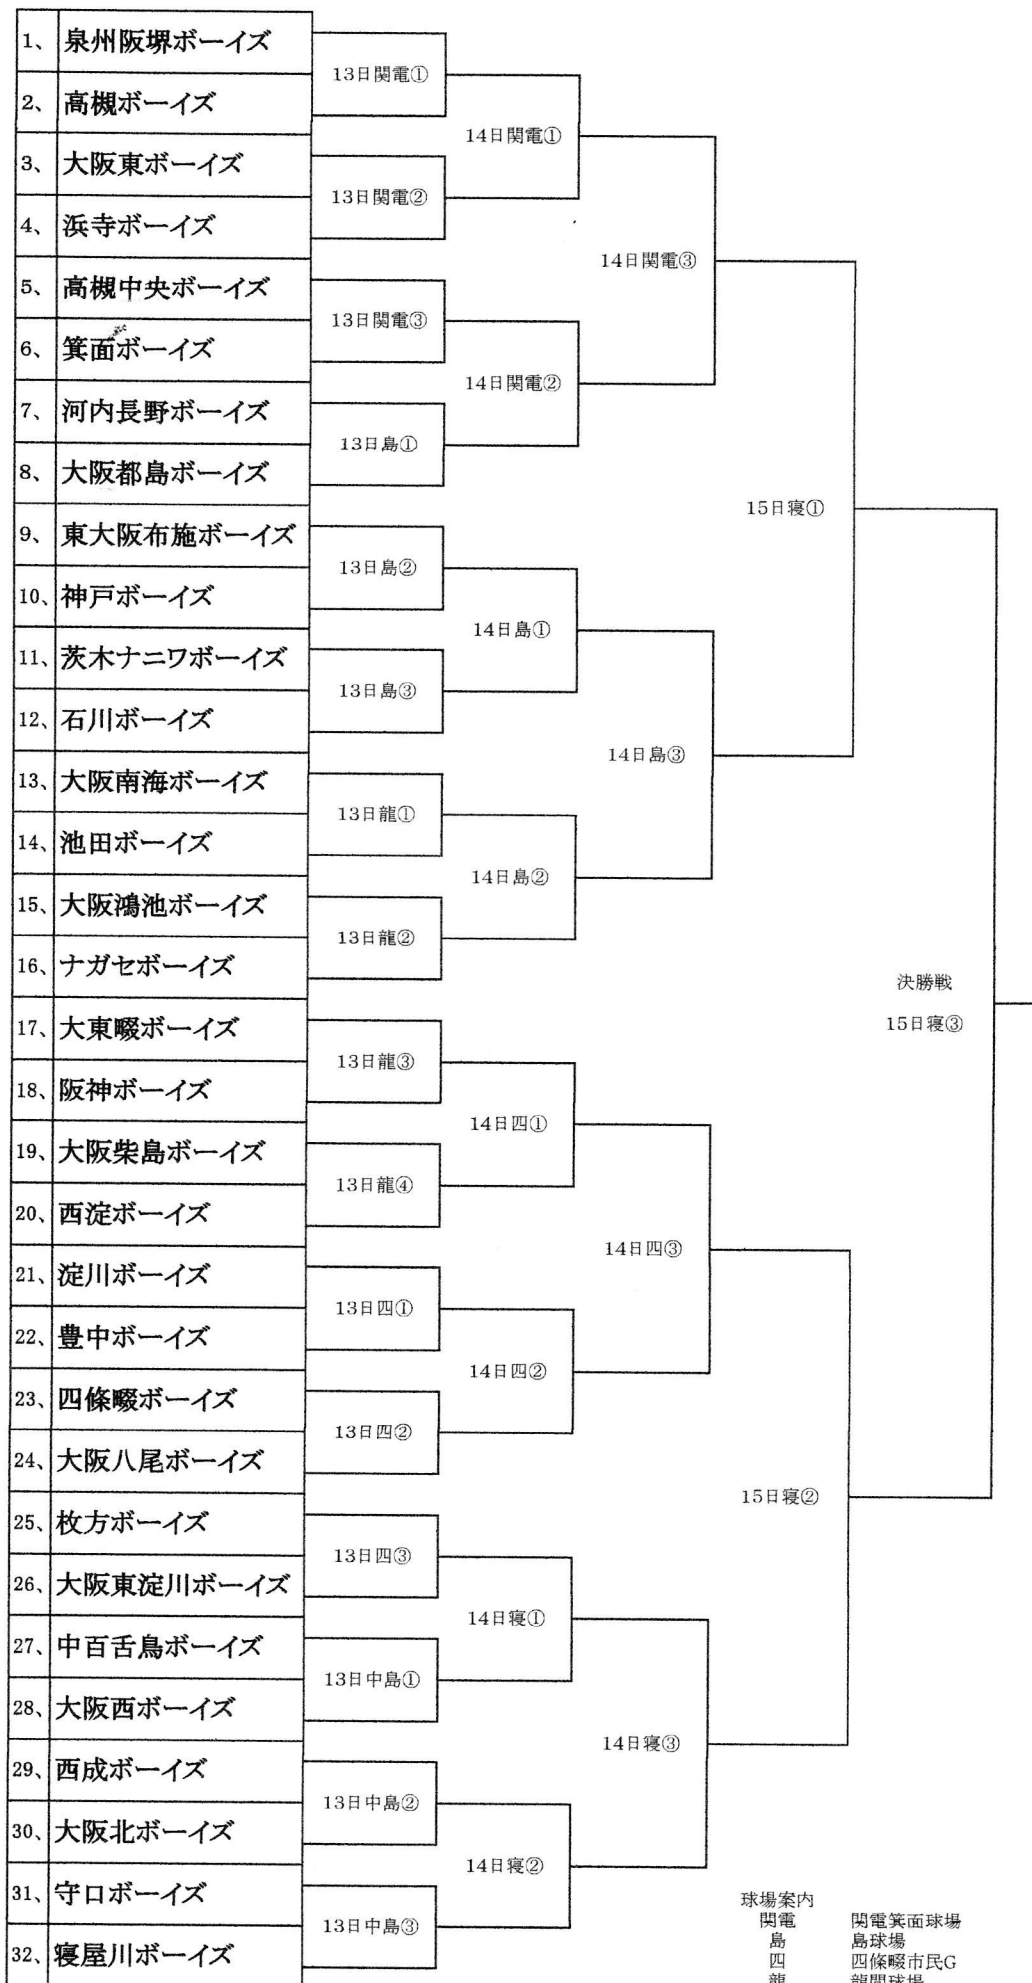 1、 泉州阪堺ボーイズ
2、 高槻ボーイズ
3、 大阪東ボーイズ
4、 浜寺ボーイズ
5、 高槻中央ボーイズ
6、 箕面ボーイズ
7、 河内長野ボーイズ
8、 大阪都島ボーイズ
9、 東大阪布施ボーイズ
10、 神戸ボーイズ
11、 茨木ナニワボーイズ
12、 石川ボーイズ
13、 大阪南海ボーイズ
14、 池田ボーイズ
15、 大阪鴻池ボーイズ
16、 ナガセボーイズ
17、 大東畷ボーイズ
18、 阪神ボーイズ
19、 大阪柴島ボーイズ
20、 西淀ボーイズ
21、 淀川ボーイズ
22、 豊中ボーイズ
23、 四條畷ボーイズ
24、 大阪八尾ボーイズ
25、 枚方ボーイズ
26、 大阪東淀川ボーイズ
27、 中百舌鳥ボーイズ
28、 大阪西ボーイズ
29、 西成ボーイズ
30、 大阪北ボーイズ
31、 守口ボーイズ
32、 寝屋川ボーイズ
13日関電①
13日関電②
13日関電③
13日島①
13日島②
13日島③
13日龍①
13日龍②
13日龍③
13日龍④
13日四①
13日四②
13日四③
13日中島①
13日中島②
13日中島③
14日関電①
14日関電②
14日島①
14日島②
14日四①
14日四②
14日寝①
14日寝②
14日関電③
14日島③
14日四③
14日寝③
15日寝①
15日寝②
決勝戦
15日寝③
球場案内
関電 関電箕面球場
島 島球場
四 四條畷市民G
龍 龍間球場